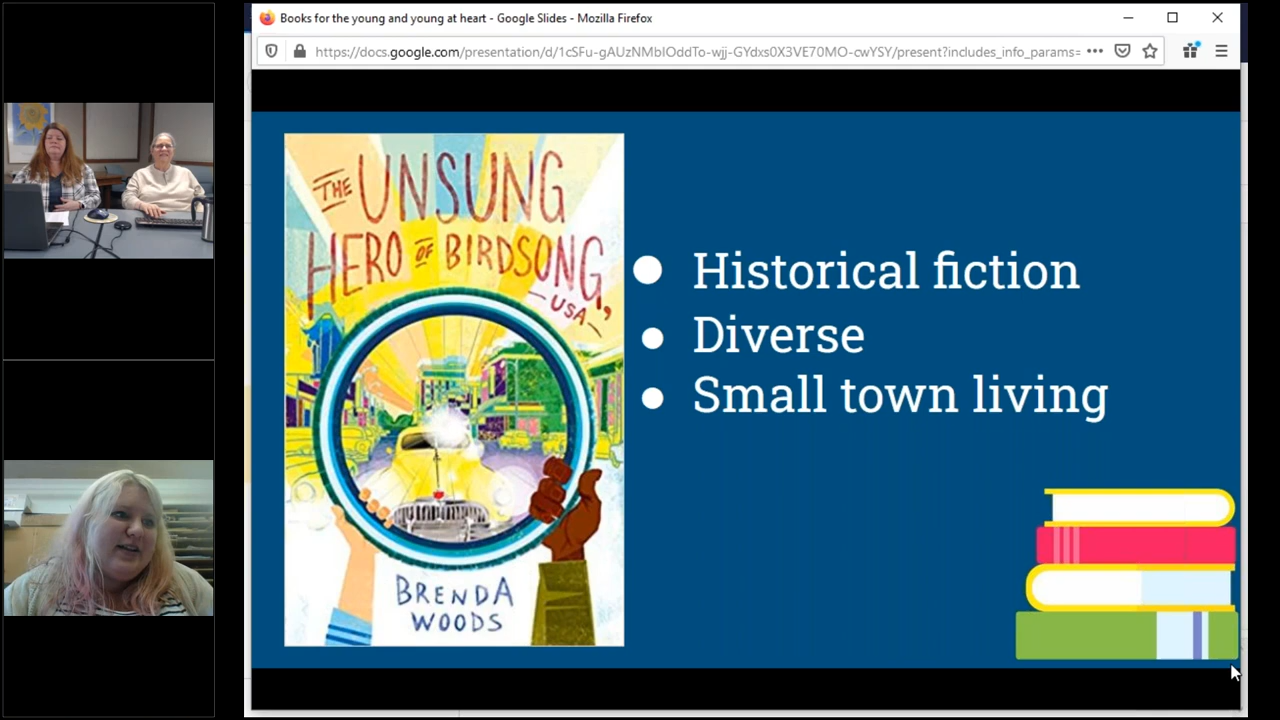 Books for the young and young at heart - Google Slides - Mozilla Firefox
https://docs.google.com/presentation/d/1cSFu-gAUzNMbIOddTo-wjj-GYdxs0X3VE70MO-cwYSY/present?includes_info_params=
THE UNSUNG
HERO OF BIRDSONG,
USA
BRENDA
WOODS
Historical fiction
Diverse
Small town living